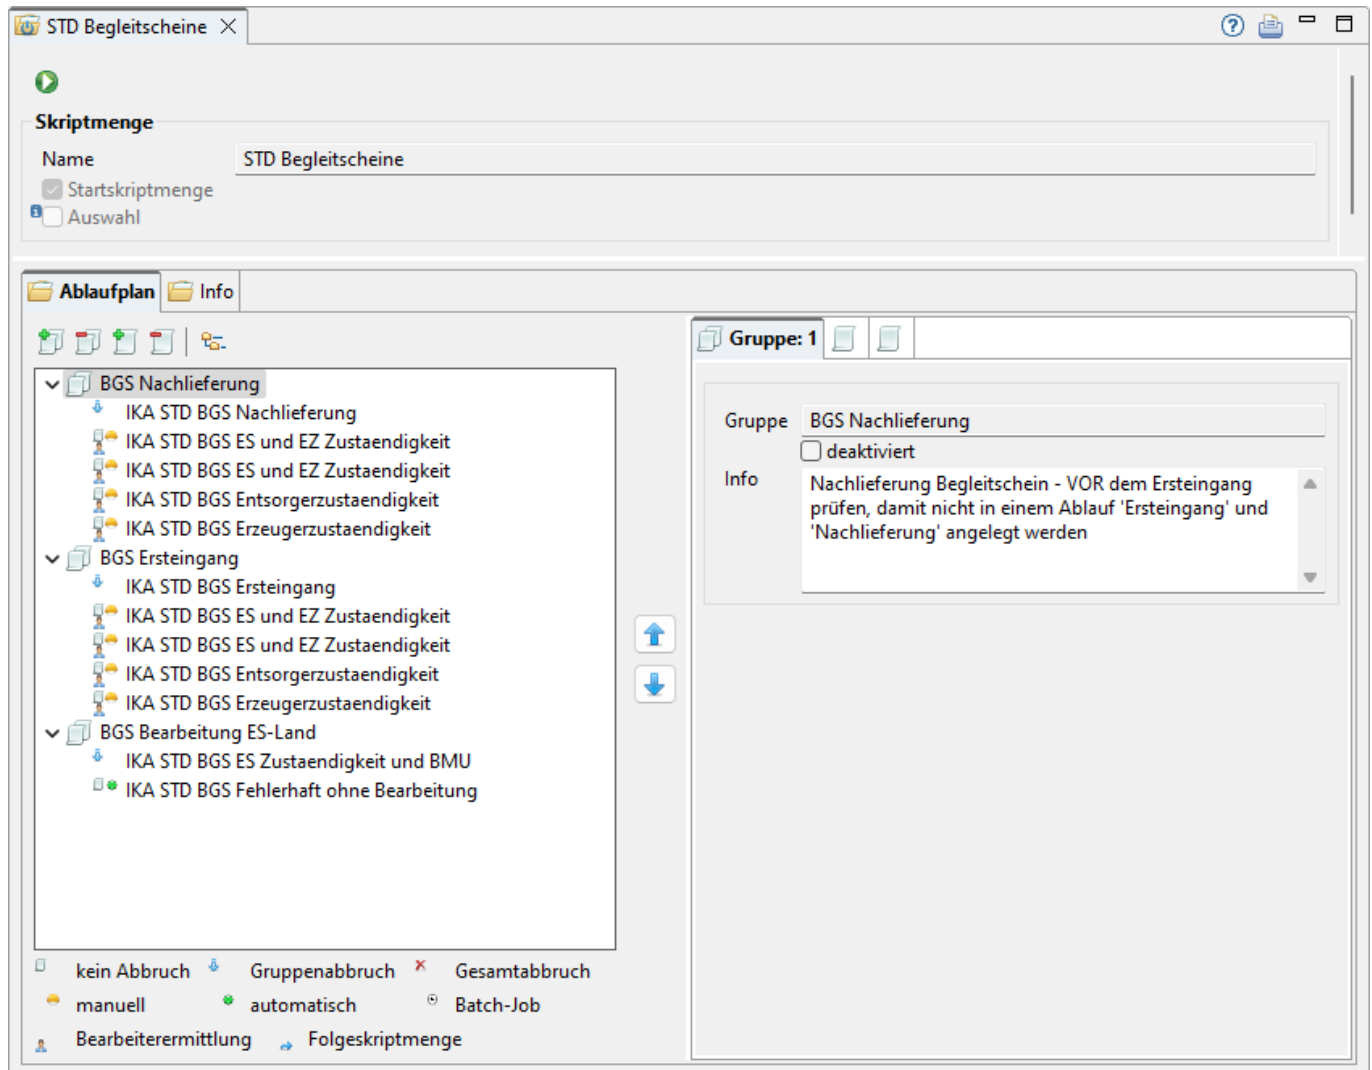 STD Begleitscheine
Skriptmenge
Name STD Begleitscheine
Startskriptmenge
Auswahl
Ablaufplan Info
BGS Nachlieferung
IKA STD BGS Nachlieferung
IKA STD BGS ES und EZ Zustaendigkeit
IKA STD BGS ES und EZ Zustaendigkeit
IKA STD BGS Entsorgerzustaendigkeit
IKA STD BGS Erzeugerzustaendigkeit
BGS Ersteingang
IKA STD BGS Ersteingang
IKA STD BGS ES und EZ Zustaendigkeit
IKA STD BGS ES und EZ Zustaendigkeit
IKA STD BGS Entsorgerzustaendigkeit
IKA STD BGS Erzeugerzustaendigkeit
BGS Bearbeitung ES-Land
IKA STD BGS ES Zustaendigkeit und BMU
IKA STD BGS Fehlerhaft ohne Bearbeitung
kein Abbruch Gruppenabbruch Gesamtabbruch
manuell automatisch Batch-Job
Bearbeiterermittlung Folgeskriptmenge
Gruppe: 1
Gruppe BGS Nachlieferung
deaktiviert
Info Nachlieferung Begleitschein - VOR dem Ersteingang
prüfen, damit nicht in einem Ablauf 'Ersteingang' und
'Nachlieferung' angelegt werden